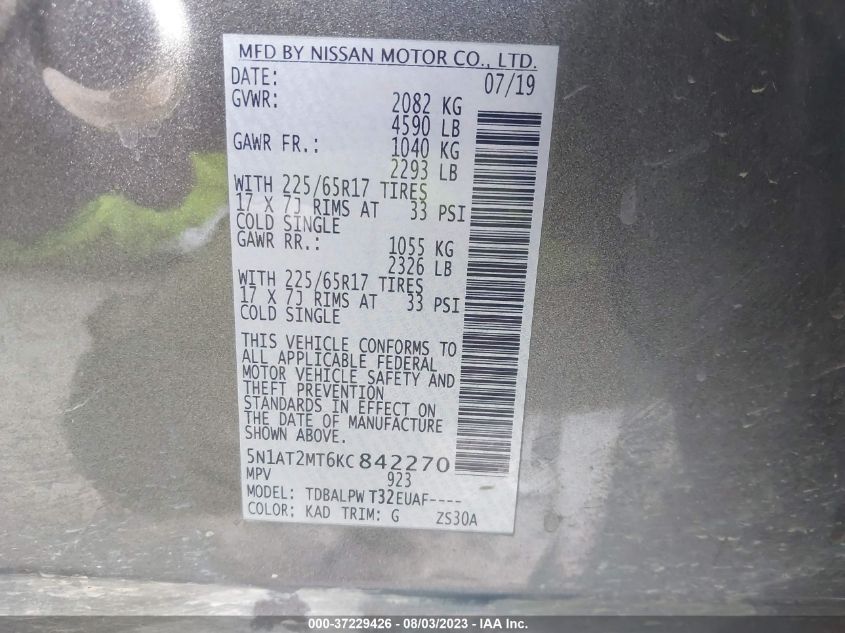 MFD BY NISSAN MOTOR CO., LTD.
DATE: 07/19
GVWR: 2082 KG
4590 LB
GAWR FR.: 1040 KG
2293 LB
WITH 225/65R17 TIRES
17 X 7J RIMS AT 33 PSI
COLD SINGLE
GAWR RR.: 1055 KG
2326 LB
WITH 225/65R17 TIRES
17 X 7J RIMS AT 33 PSI
COLD SINGLE
THIS VEHICLE CONFORMS TO
ALL APPLICABLE FEDERAL
MOTOR VEHICLE SAFETY AND
THEFT PREVENTION
STANDARDS IN EFFECT ON
THE DATE OF MANUFACTURE
SHOWN ABOVE.
5N1AT2MT6KC842270
MPV 923
MODEL: TDBALPW T32EUAF----
COLOR: KAD TRIM: G ZS30A
000-37229426 - 08/03/2023 - IAA Inc.